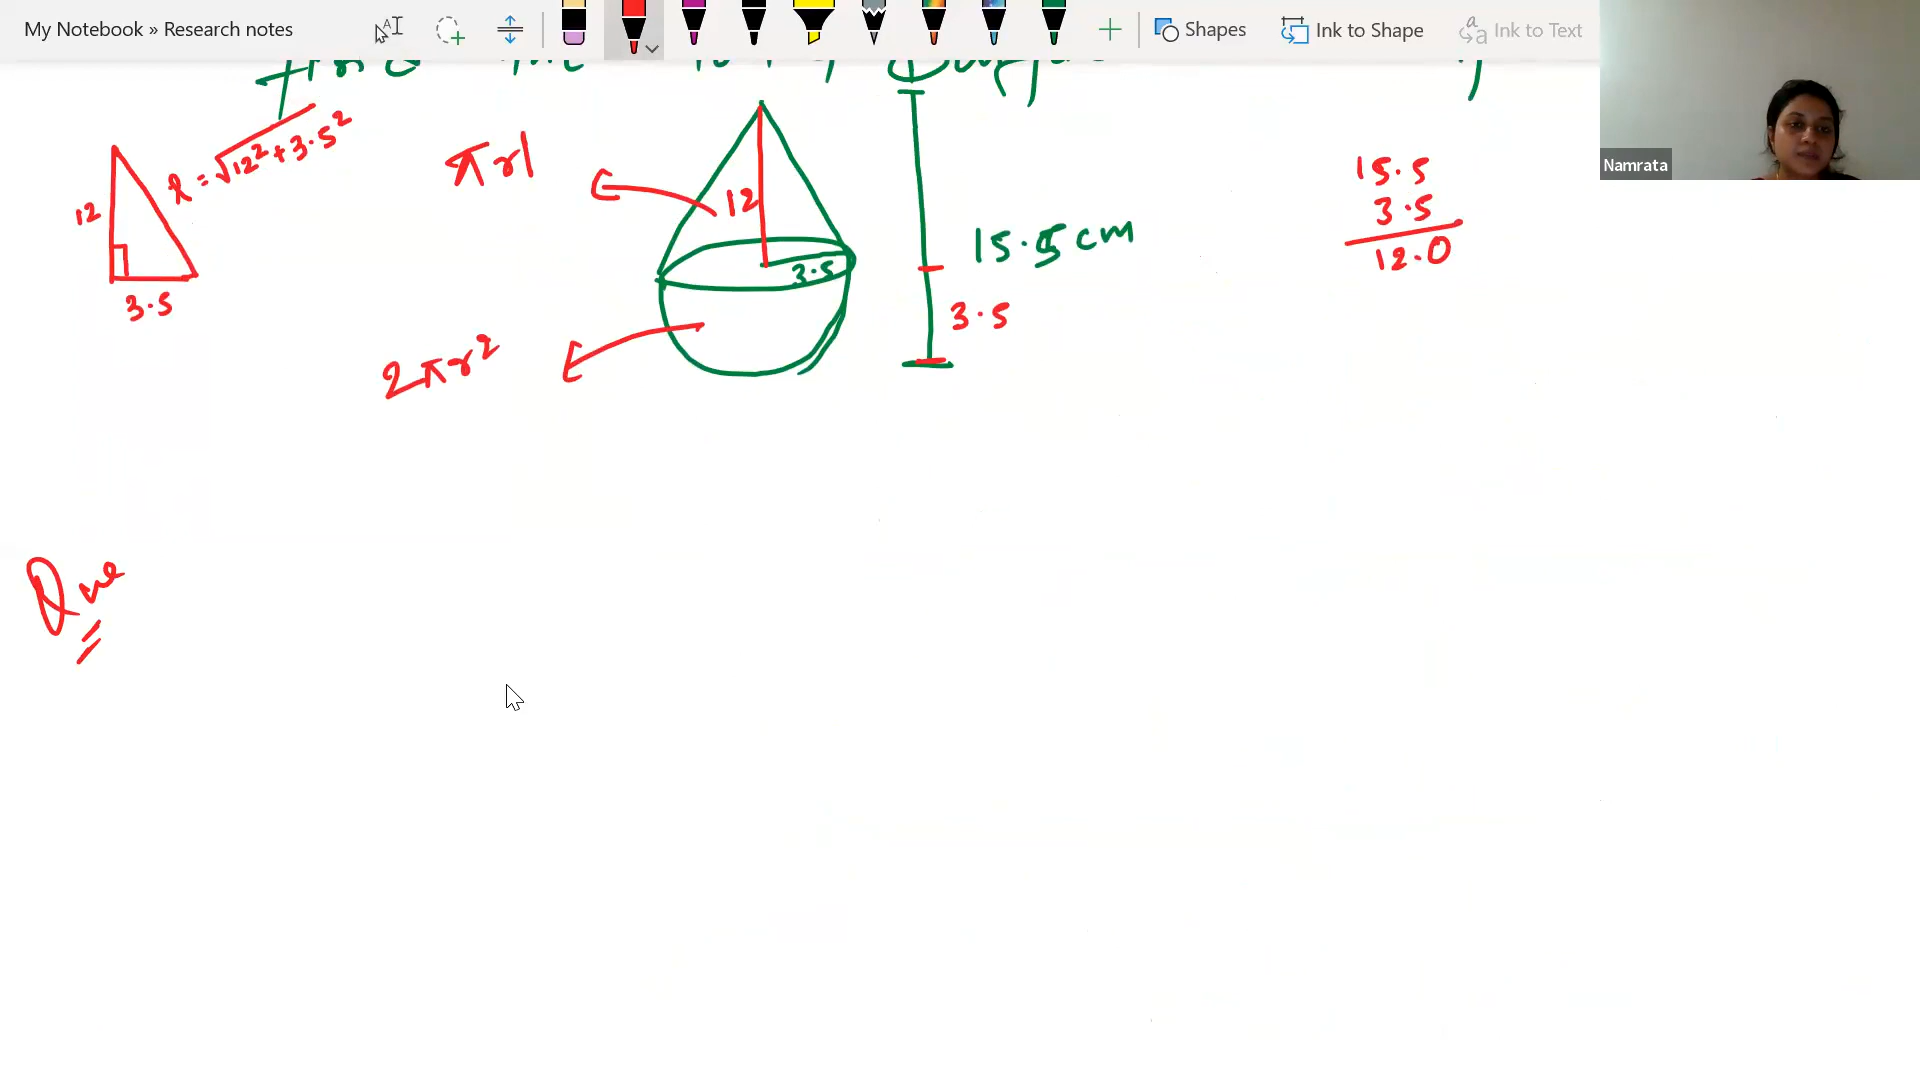 My Notebook » Research notes
Shapes
Ink to Shape
Ink to Text
Namrata
l = √12² + 3.5²
12
3.5
πrl
12
3.5
15.5 cm
3.5
2πr²
15.5
3.5
12.0
Que